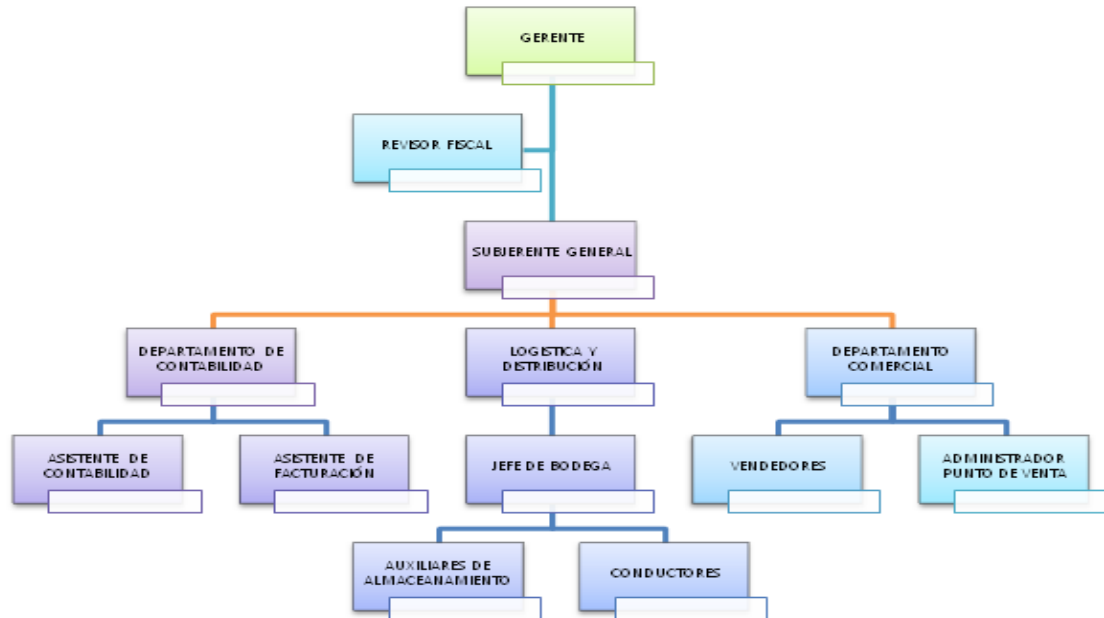 GERENTE
REVISOR FISCAL
SUBJERENTE GENERAL
DEPARTAMENTO DE
CONTABILIDAD
LOGISTICA Y
DISTRIBUCIÓN
DEPARTAMENTO
COMERCIAL
ASISTENTE DE
CONTABILIDAD
ASISTENTE DE
FACTURACIÓN
JEFE DE BODEGA
VENDEDORES
ADMINISTRADOR
PUNTO DE VENTA
AUXILIARES DE
ALMACEANAMIENTO
CONDUCTORES